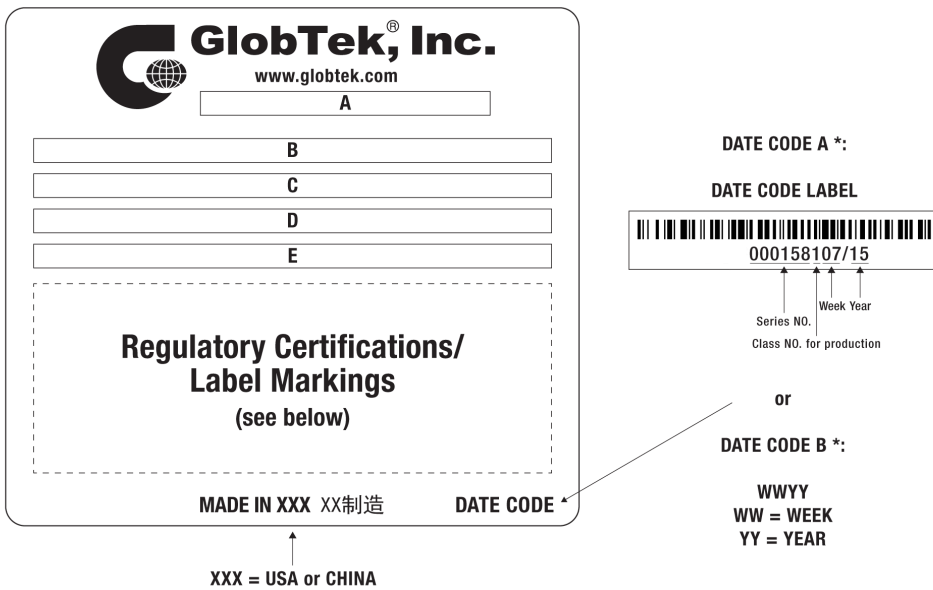 GlobTek,® Inc.
www.globtek.com
A
B
C
D
E
Regulatory Certifications/
Label Markings
(see below)
MADE IN XXX XX制造 DATE CODE
XXX = USA or CHINA
DATE CODE A *:
DATE CODE LABEL
000158107/15
Week Year
Series NO.
Class NO. for production
or
DATE CODE B *:
WWYY
WW = WEEK
YY = YEAR